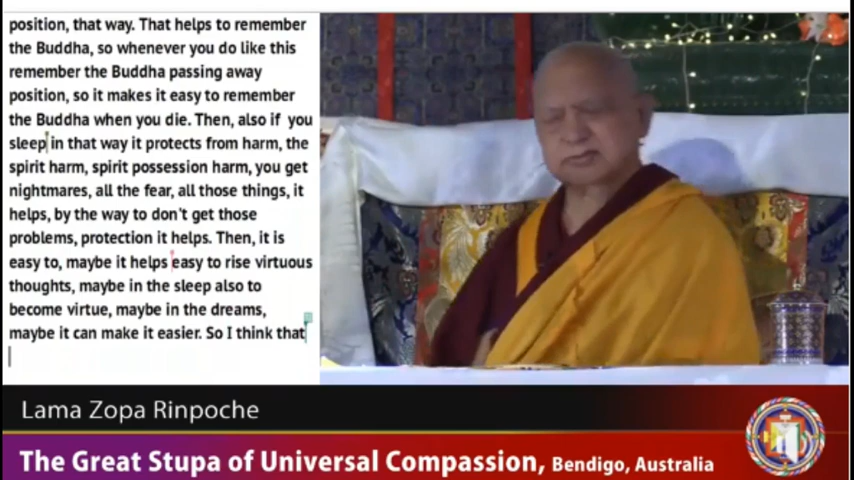 position, that way. That helps to remember
the Buddha, so whenever you do like this
remember the Buddha passing away
position, so it makes it easy to remember
the Buddha when you die. Then, also if you
sleep in that way it protects from harm, the
spirit harm, spirit possession harm, you get
nightmares, all the fear, all those things, it
helps, by the way to don't get those
problems, protection it helps. Then, it is
easy to, maybe it helps easy to rise virtuous
thoughts, maybe in the sleep also to
become virtue, maybe in the dreams,
maybe it can make it easier. So I think that
Lama Zopa Rinpoche
The Great Stupa of Universal Compassion, Bendigo, Australia